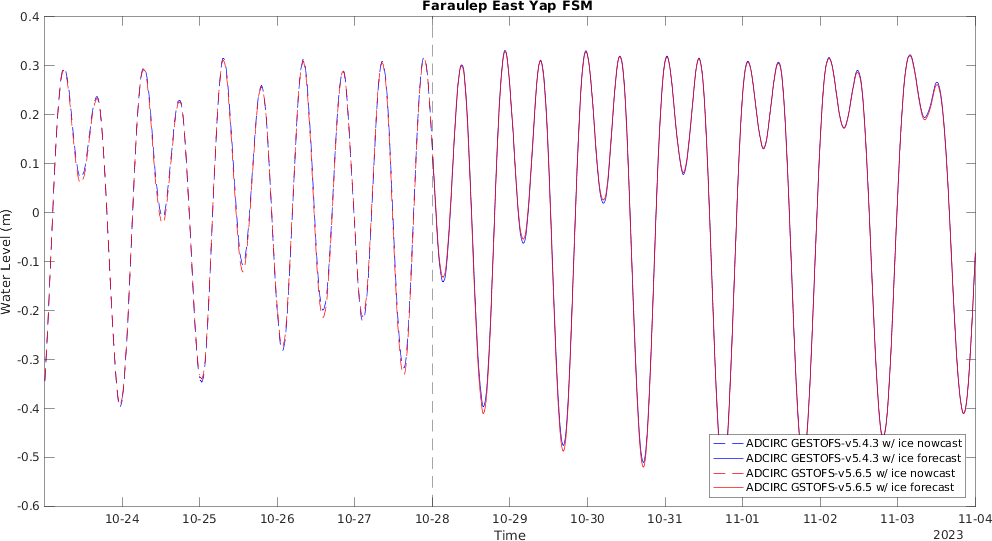 Faraulep East Yap FSM
Water Level (m)
0.4
0.3
0.2
0.1
0
-0.1
-0.2
-0.3
-0.4
-0.5
-0.6
ADCIRC GESTOFS-v5.4.3 w/ ice nowcast
ADCIRC GESTOFS-v5.4.3 w/ ice forecast
ADCIRC GSTOFS-v5.6.5 w/ ice nowcast
ADCIRC GSTOFS-v5.6.5 w/ ice forecast
10-24 10-25 10-26 10-27 10-28 10-29 10-30 10-31 11-01 11-02 11-03 11-04
Time
2023